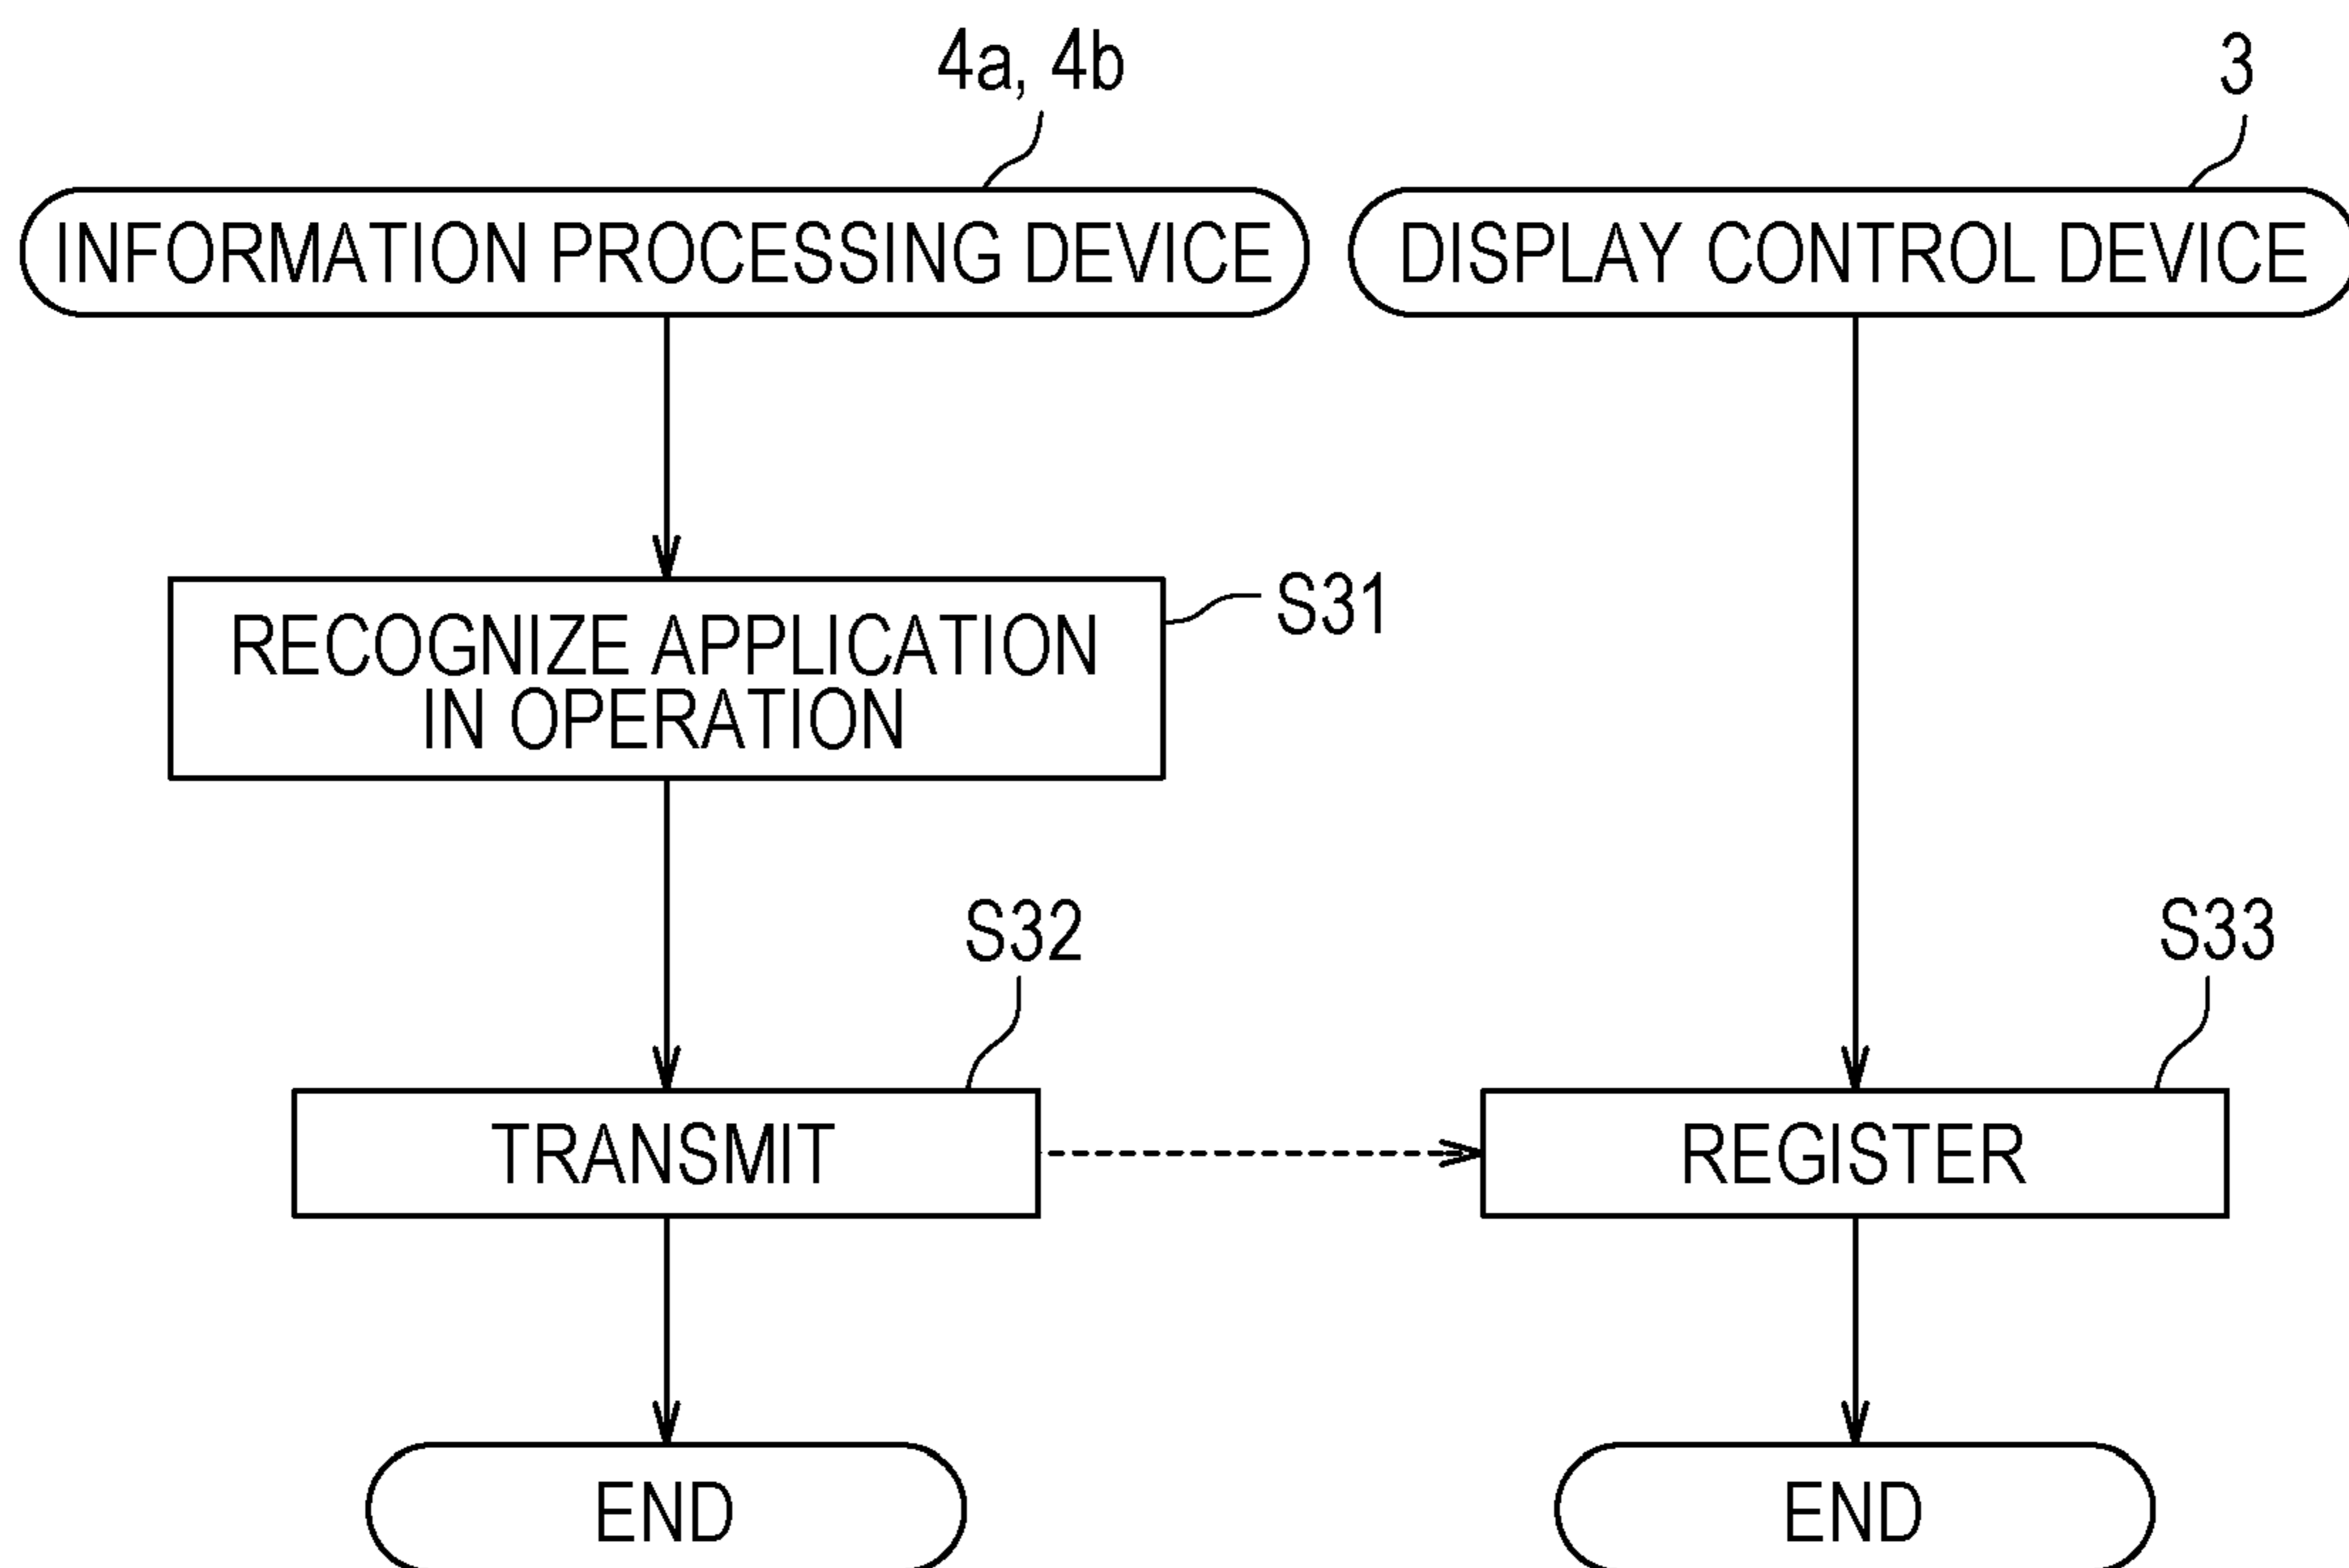 4a, 4b
3
INFORMATION PROCESSING DEVICE
DISPLAY CONTROL DEVICE
RECOGNIZE APPLICATION
IN OPERATION
S31
S32
S33
TRANSMIT
REGISTER
END
END